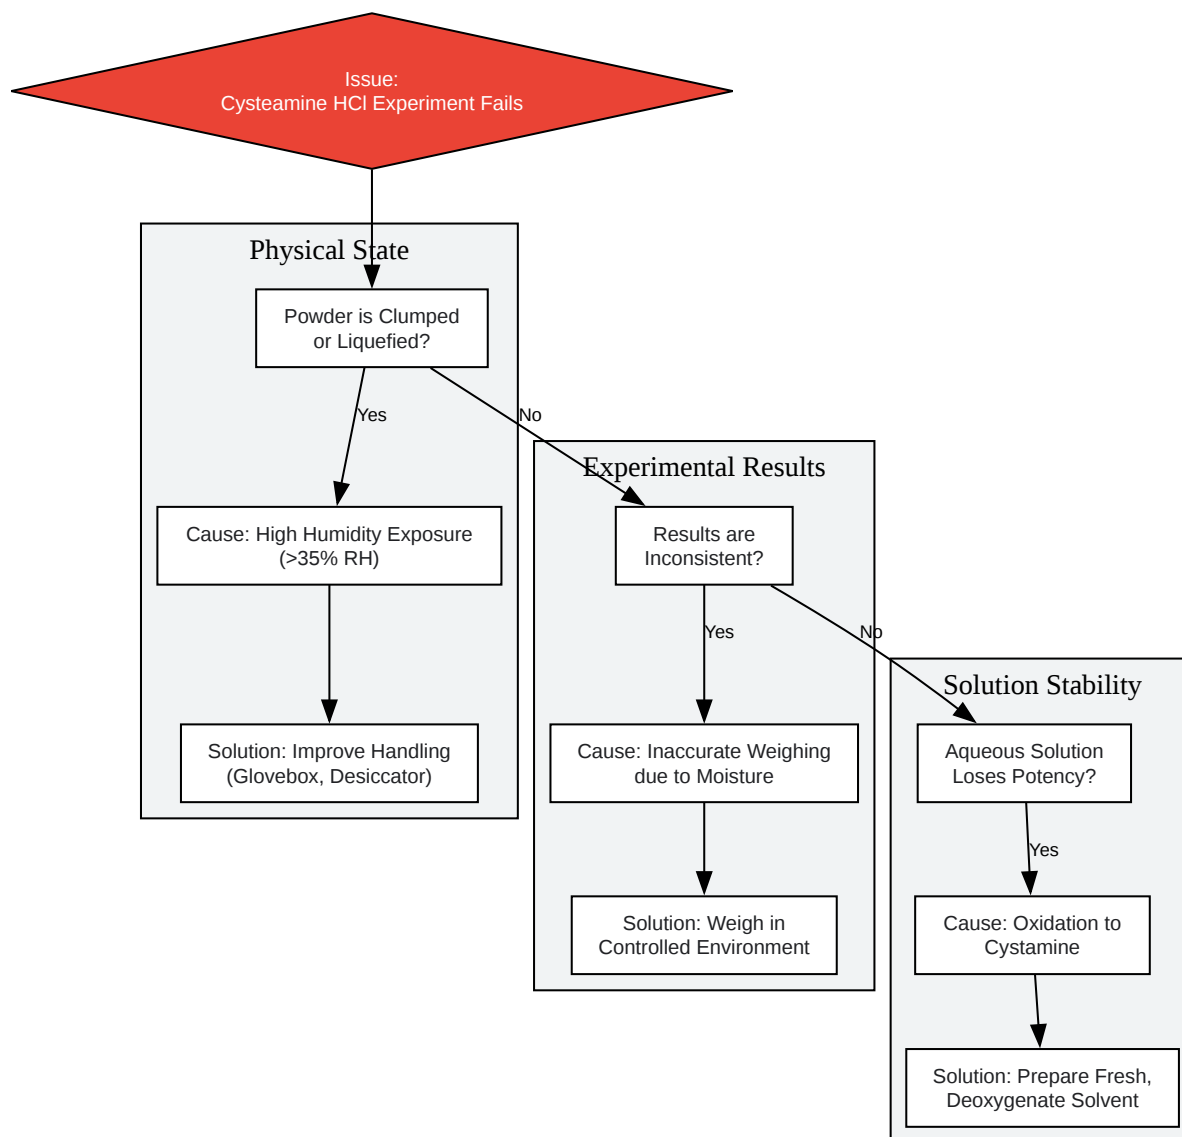 Issue:
Cysteamine HCl Experiment Fails
Physical State
Powder is Clumped
or Liquefied?
Yes
No
Cause: High Humidity Exposure
(>35% RH)
Solution: Improve Handling
(Glovebox, Desiccator)
Experimental Results
Results are
Inconsistent?
Yes
No
Cause: Inaccurate Weighing
due to Moisture
Solution: Weigh in
Controlled Environment
Solution Stability
Aqueous Solution
Loses Potency?
Yes
Cause: Oxidation to
Cystamine
Solution: Prepare Fresh,
Deoxygenate Solvent